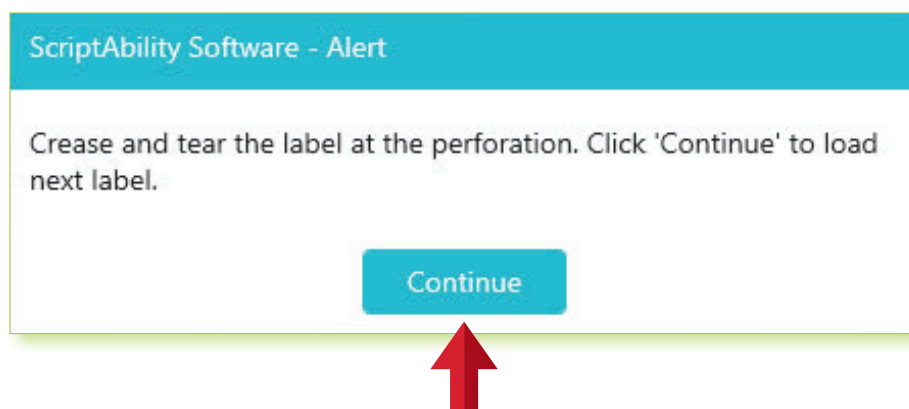 ScriptAbility Software - Alert
Crease and tear the label at the perforation. Click 'Continue' to load
next label.
Continue